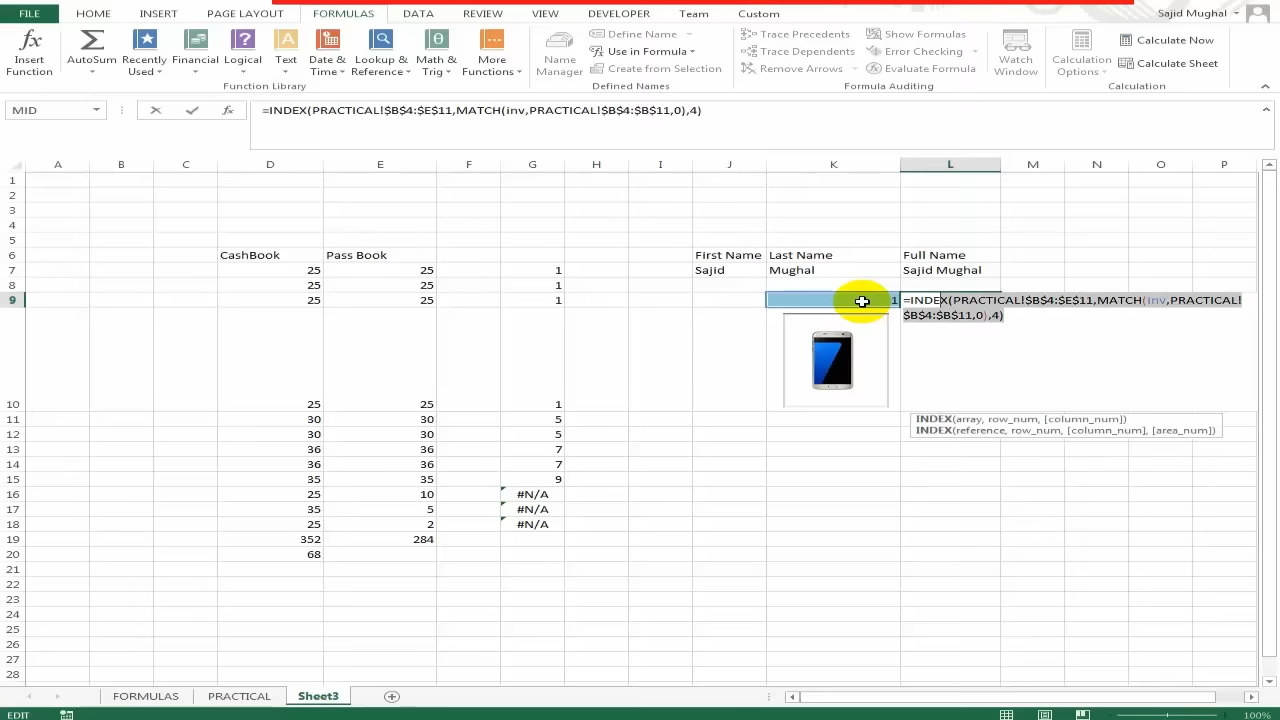 FILE HOME INSERT PAGE LAYOUT FORMULAS DATA REVIEW VIEW DEVELOPER Team Custom Sajid Mughal
fx Σ ? A θ
Insert Function AutoSum Recently Used Financial Logical Text Date & Time Lookup & Reference Math & Trig More Functions
Function Library
Name Manager
Define Name
Use in Formula
Create from Selection
Defined Names
Trace Precedents Show Formulas
Trace Dependents Error Checking
Remove Arrows Evaluate Formula
Formula Auditing
Watch Window
Calculation Options
Calculate Now
Calculate Sheet
Calculation
MID fx =INDEX(PRACTICAL!$B$4:$E$11,MATCH(inv,PRACTICAL!$B$4:$B$11,0),4)
A B C D E F G H I J K L M N O P
1
2
3
4
5
6 CashBook Pass Book First Name Last Name Full Name
7 25 25 1 Sajid Mughal Sajid Mughal
8 25 25 1
9 25 25 1 1 =INDEX(PRACTICAL!$B$4:$E$11,MATCH(inv,PRACTICAL!
$B$4:$B$11,0),4)
10 25 25 1
INDEX(array, row_num, [column_num])
INDEX(reference, row_num, [column_num], [area_num])
11 30 30 5
12 30 30 5
13 36 36 7
14 36 36 7
15 35 35 9
16 25 10 #N/A
17 35 5 #N/A
18 25 2 #N/A
19 352 284
20 68
21
22
23
24
25
26
27
28
FORMULAS PRACTICAL Sheet3
EDIT 100%